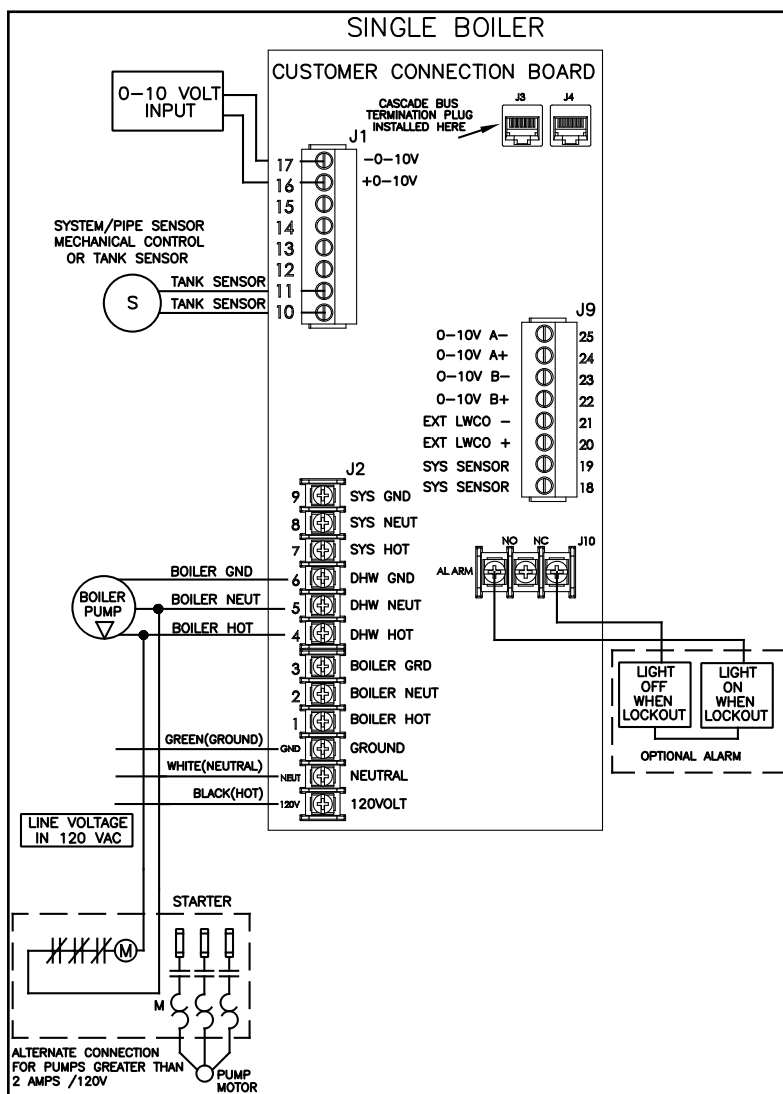 SINGLE BOILER
CUSTOMER CONNECTION BOARD
0-10 VOLT
INPUT
CASCADE BUS
TERMINATION PLUG
INSTALLED HERE
J3
J4
J1
17
-0-10V
16
+0-10V
15
14
13
12
11
10
SYSTEM/PIPE SENSOR
MECHANICAL CONTROL
OR TANK SENSOR
S
TANK SENSOR
TANK SENSOR
J9
0-10V A- 25
0-10V A+ 24
0-10V B- 23
0-10V B+ 22
EXT LWCO - 21
EXT LWCO + 20
SYS SENSOR 19
SYS SENSOR 18
J2
9 SYS GND
8 SYS NEUT
7 SYS HOT
BOILER GND 6 DHW GND
BOILER NEUT 5 DHW NEUT
BOILER HOT 4 DHW HOT
3 BOILER GRD
2 BOILER NEUT
1 BOILER HOT
GREEN(GROUND) GND GROUND
WHITE(NEUTRAL) NEUT NEUTRAL
BLACK(HOT) 120V 120VOLT
BOILER
PUMP
ALARM
NO
NC
J10
LIGHT
OFF
WHEN
LOCKOUT
LIGHT
ON
WHEN
LOCKOUT
OPTIONAL ALARM
LINE VOLTAGE
IN 120 VAC
STARTER
M
M
ALTERNATE CONNECTION
FOR PUMPS GREATER THAN
2 AMPS /120V
PUMP
MOTOR